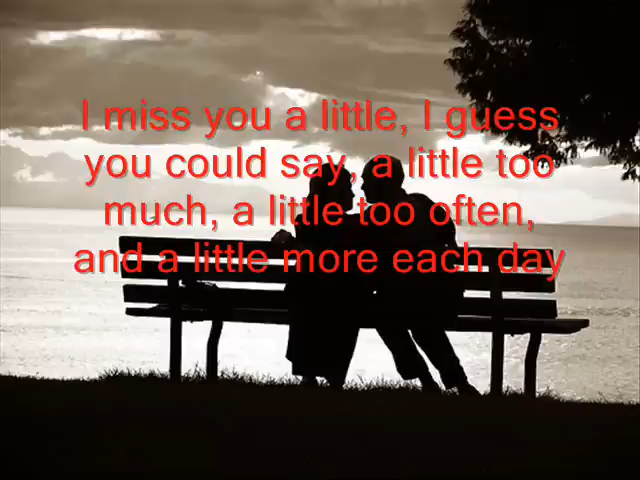 I miss you a little, I guess
you could say, a little too
much, a little too often,
and a little more each day